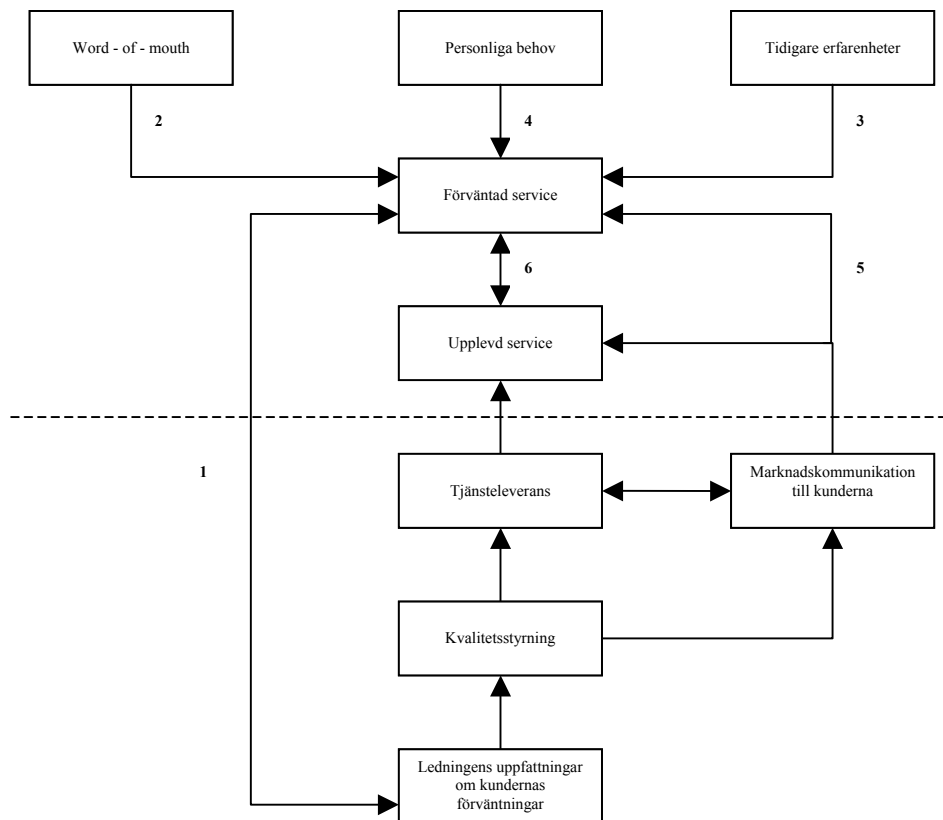 Word - of - mouth
Personliga behov
Tidigare erfarenheter
2
4
3
Förväntad service
6
5
Upplevd service
1
Tjänsteleverans
Marknadskommunikation
till kunderna
Kvalitetsstyrning
Ledningens uppfattningar
om kundernas
förväntningar